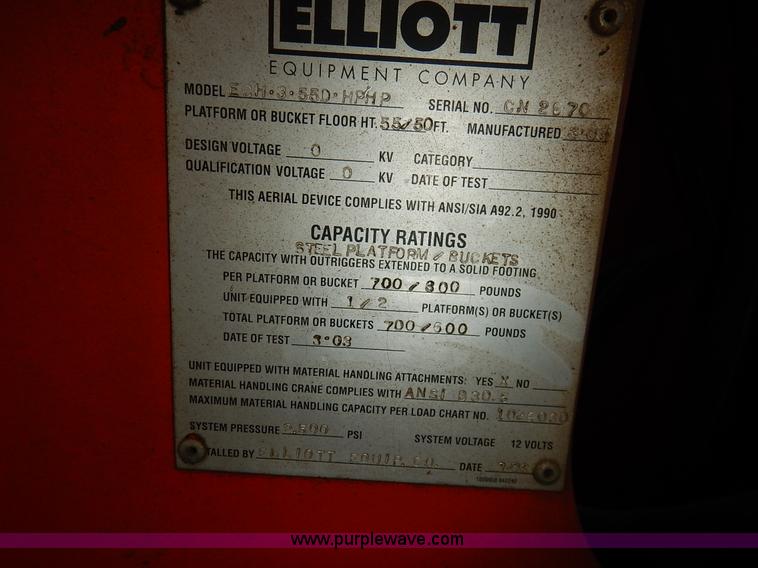 ELLIOTT
EQUIPMENT COMPANY
MODEL SERIAL NO.
PLATFORM OR BUCKET FLOOR HT. 55/50 FT. MANUFACTURED
DESIGN VOLTAGE 0 KV CATEGORY
QUALIFICATION VOLTAGE 0 KV DATE OF TEST
THIS AERIAL DEVICE COMPLIES WITH ANSI/SIA A92.2, 1990
CAPACITY RATINGS
STEEL PLATFORM / BUCKETS
THE CAPACITY WITH OUTRIGGERS EXTENDED TO A SOLID FOOTING
PER PLATFORM OR BUCKET 700 / 300 POUNDS
UNIT EQUIPPED WITH 1 / 2 PLATFORM(S) OR BUCKET(S)
TOTAL PLATFORM OR BUCKETS 700 / 600 POUNDS
DATE OF TEST 3·03
UNIT EQUIPPED WITH MATERIAL HANDLING ATTACHMENTS: YES X NO
MATERIAL HANDLING CRANE COMPLIES WITH ANSI
MAXIMUM MATERIAL HANDLING CAPACITY PER LOAD CHART NO.
SYSTEM PRESSURE PSI SYSTEM VOLTAGE 12 VOLTS
TALLED BY ELLIOTT EQUIP. CO. DATE
www.purplewave.com